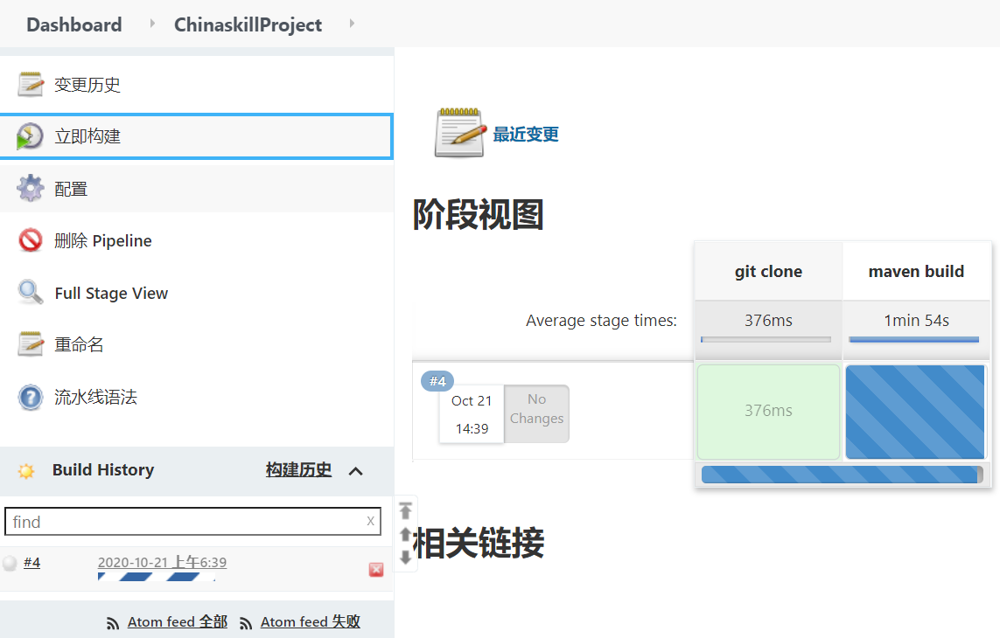 Dashboard
ChinaskillProject
变更历史
立即构建
配置
删除 Pipeline
Full Stage View
重命名
流水线语法
Build History
构建历史
find
X
#4
2020-10-21 上午6:39
Atom feed 全部
Atom feed 失败
最近变更
阶段视图
git clone
maven build
Average stage times:
376ms
1min 54s
#4
Oct 21
14:39
No
Changes
376ms
相关链接